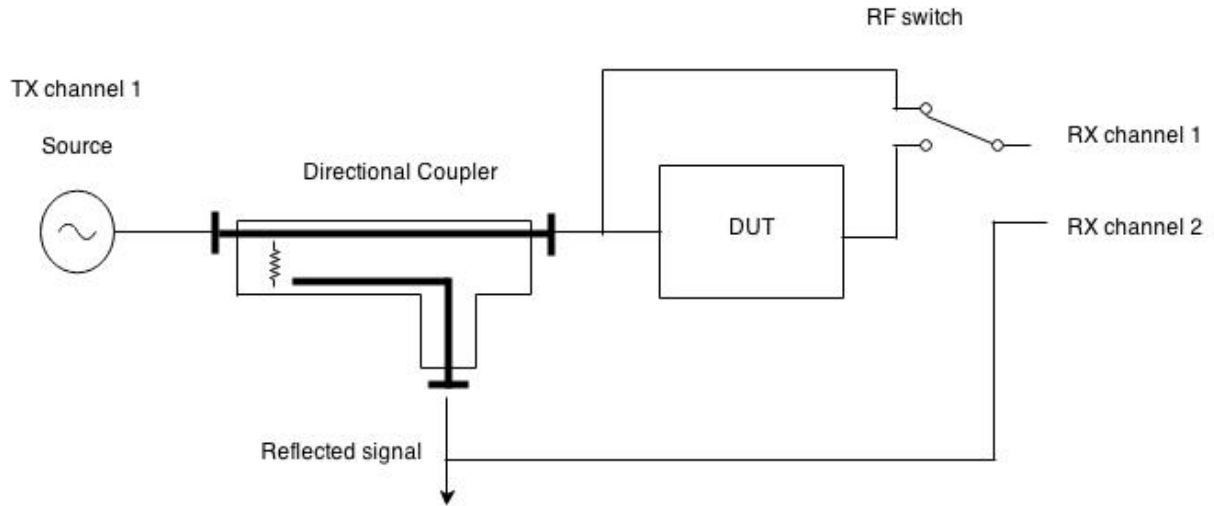 RF switch
TX channel 1
Source
Directional Coupler
RX channel 1
DUT
RX channel 2
Reflected signal